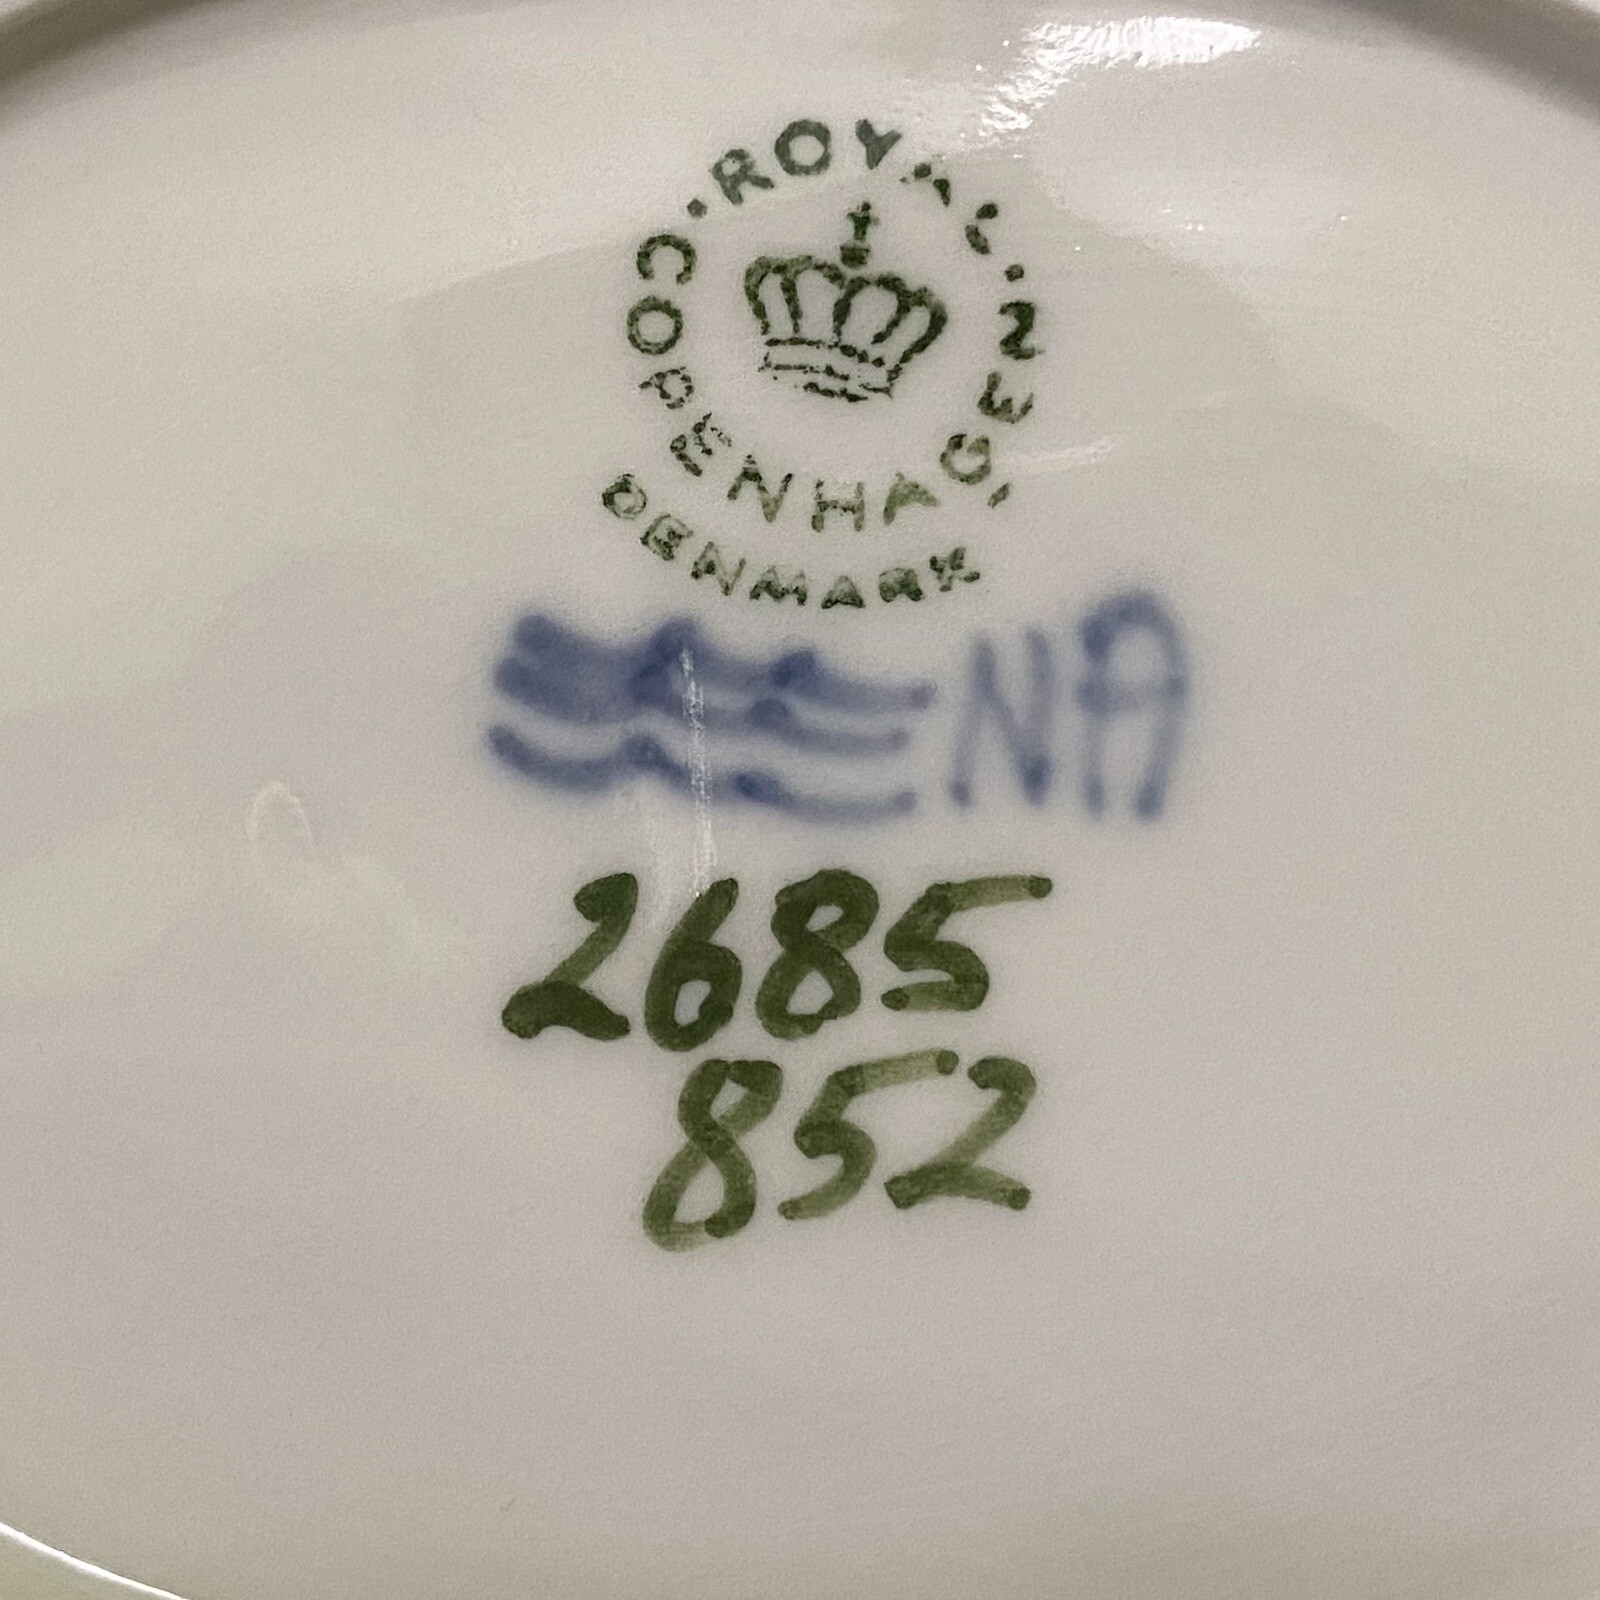 ROYAL
COPENHAGEN
DENMARK
NA
2685
852